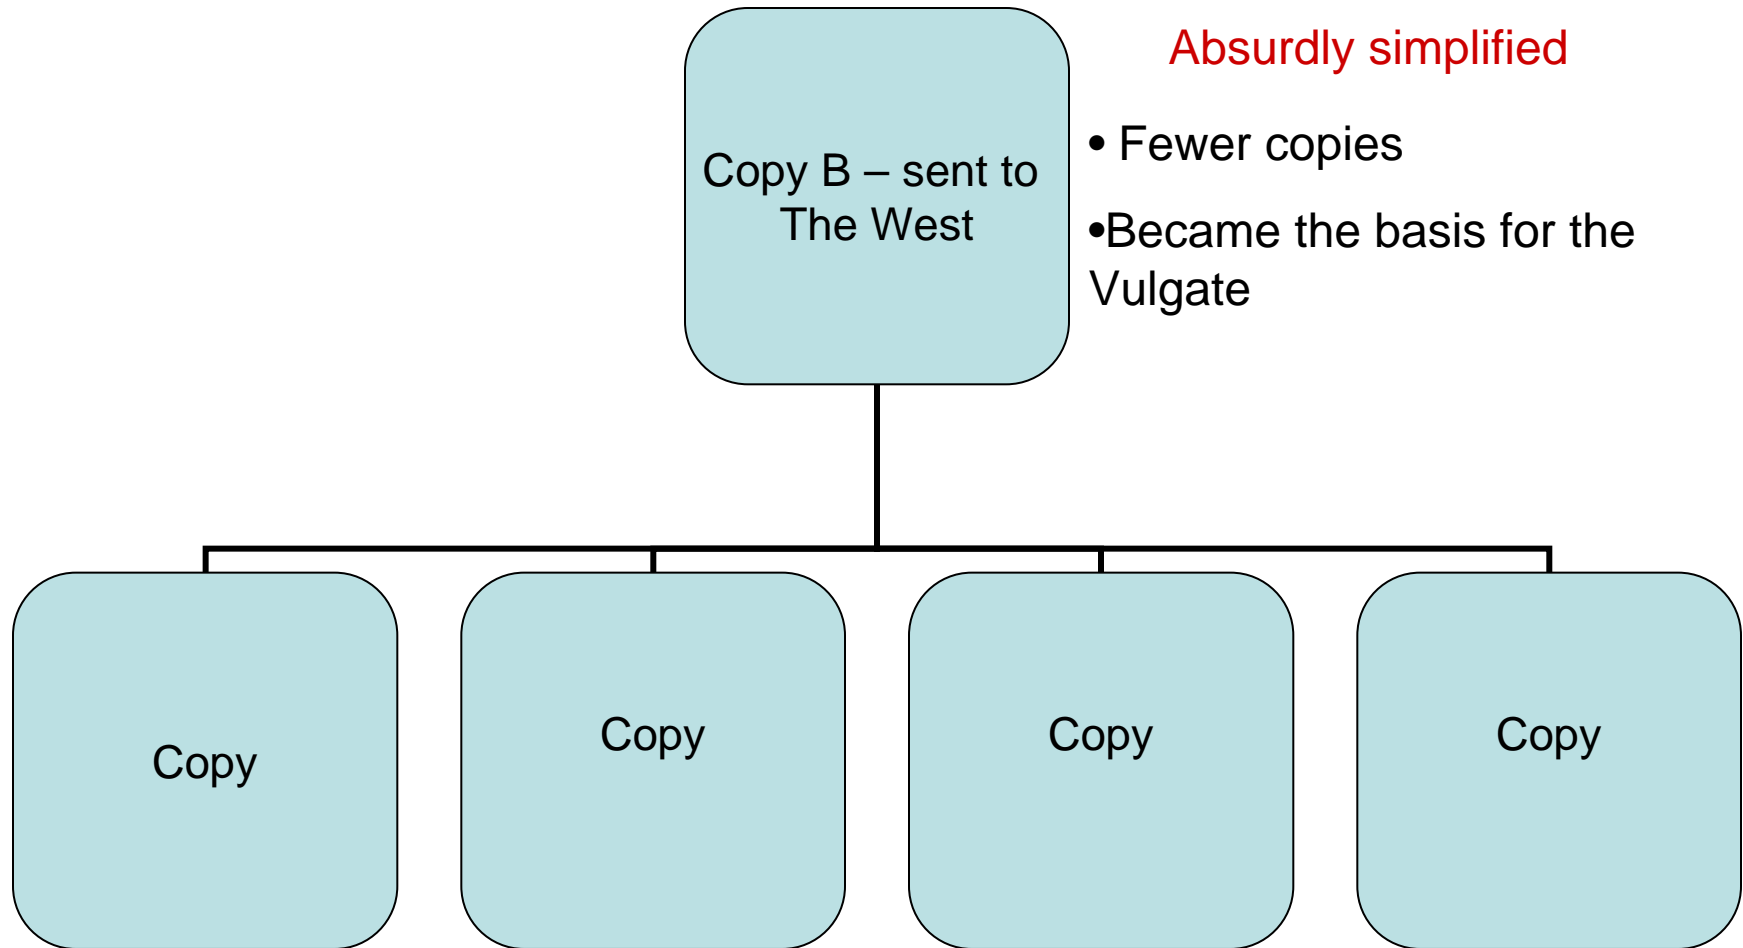 Absurdly simplified
Copy B – sent to
The West
• Fewer copies
•Became the basis for the
Vulgate
Copy
Copy
Copy
Copy